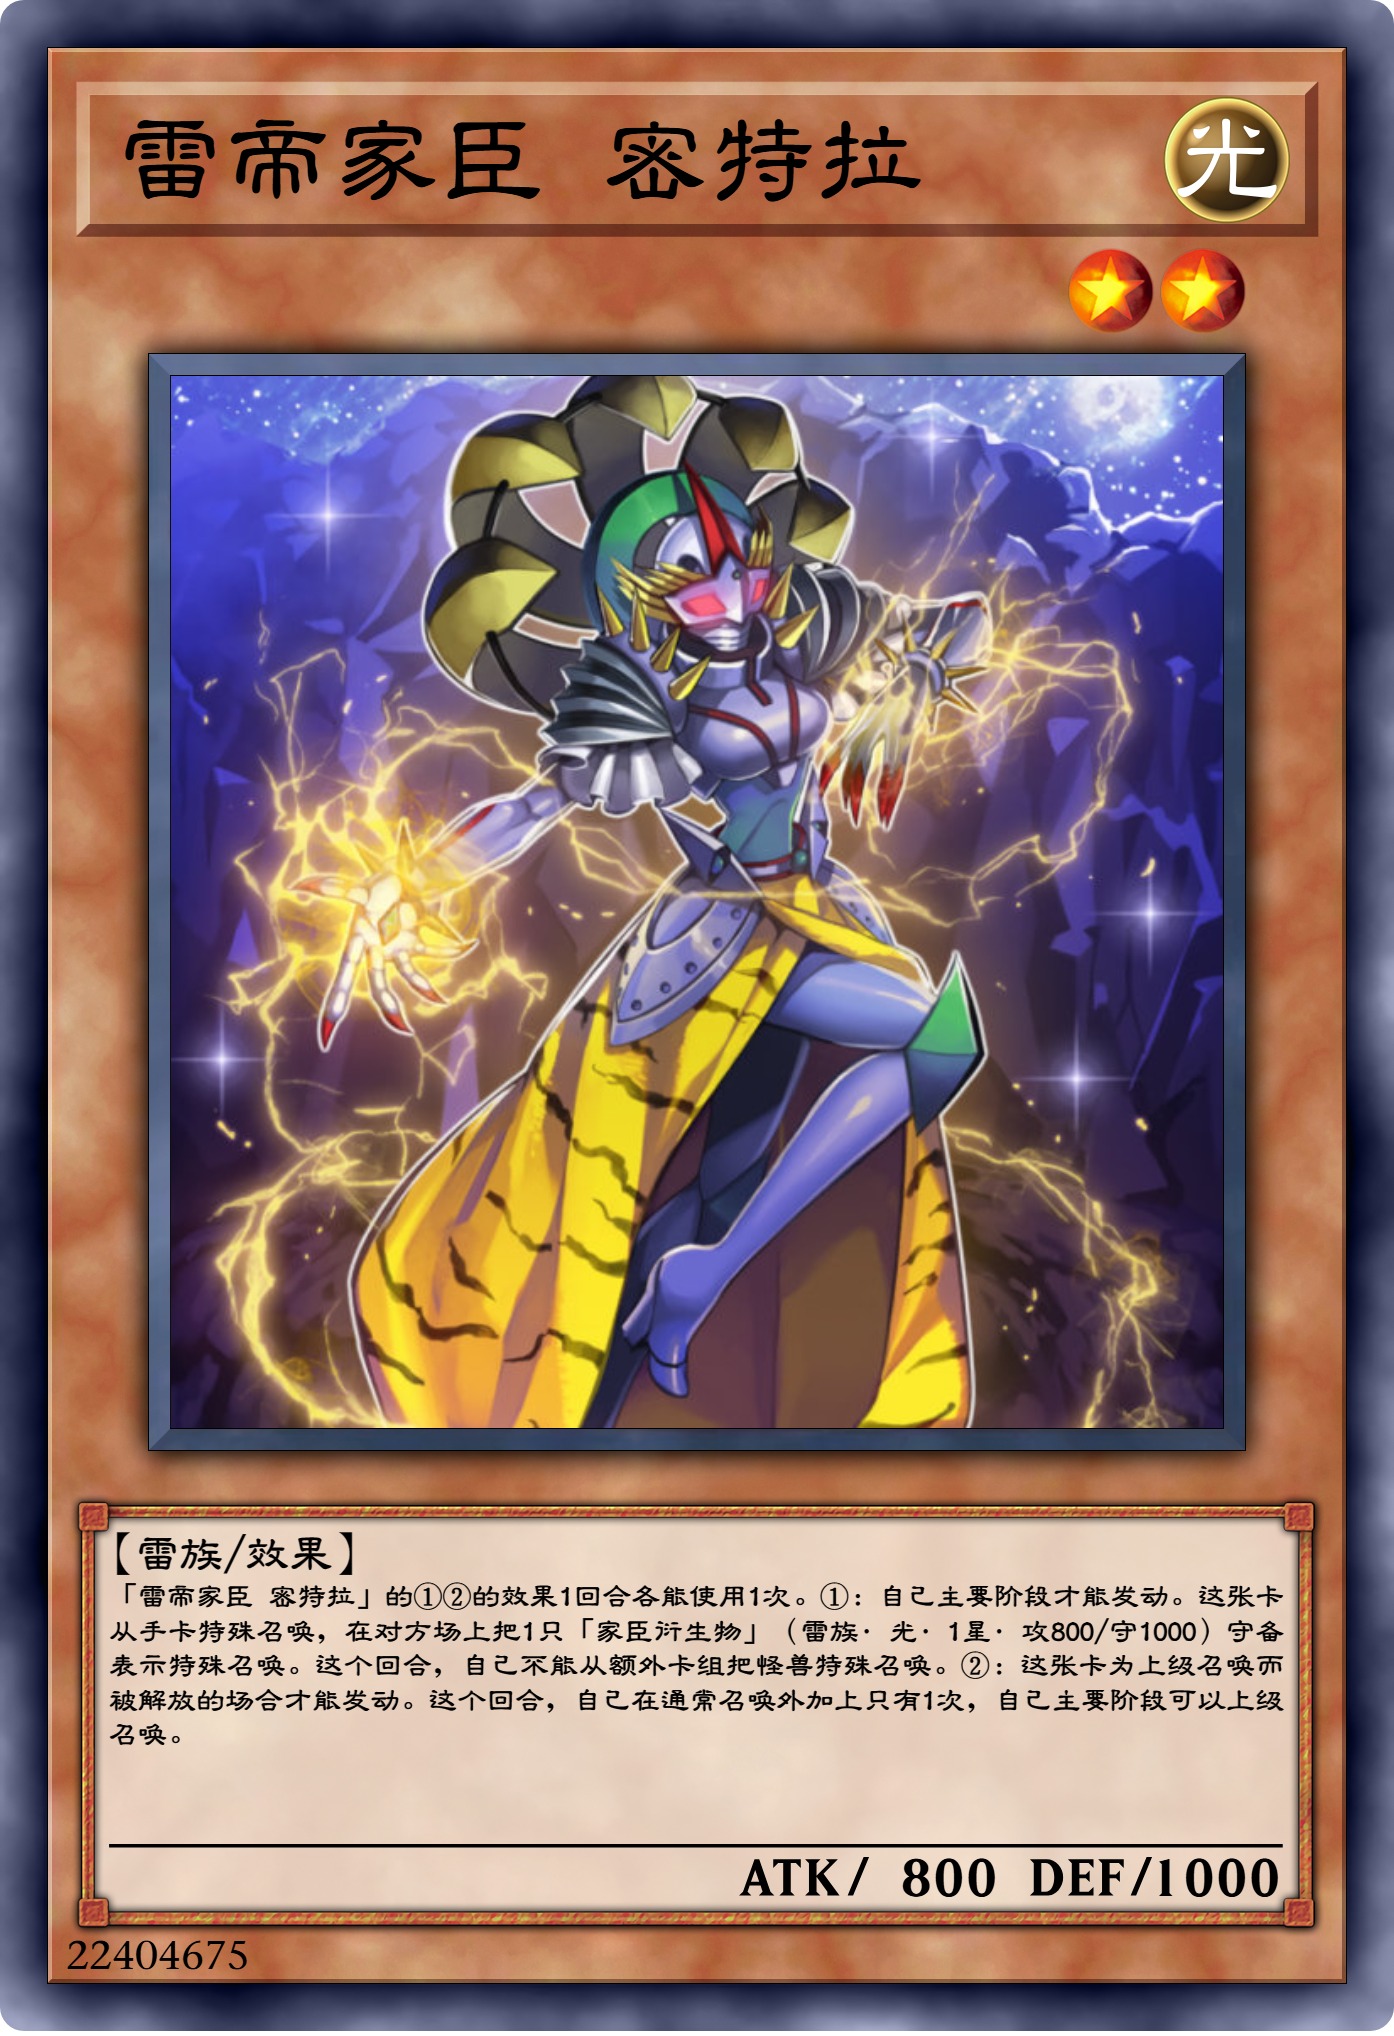 雷帝家臣 密特拉
光
【雷族/效果】
「雷帝家臣 密特拉」的①②的效果1回合各能使用1次。①：自己主要阶段才能发动。这张卡
从手卡特殊召唤，在对方场上把1只「家臣衍生物」（雷族·光·1星·攻800/守1000）守备
表示特殊召唤。这个回合，自己不能从额外卡组把怪兽特殊召唤。②：这张卡为上级召唤而
被解放的场合才能发动。这个回合，自己在通常召唤外加上只有1次，自己主要阶段可以上级
召唤。
ATK/ 800 DEF/1000
22404675